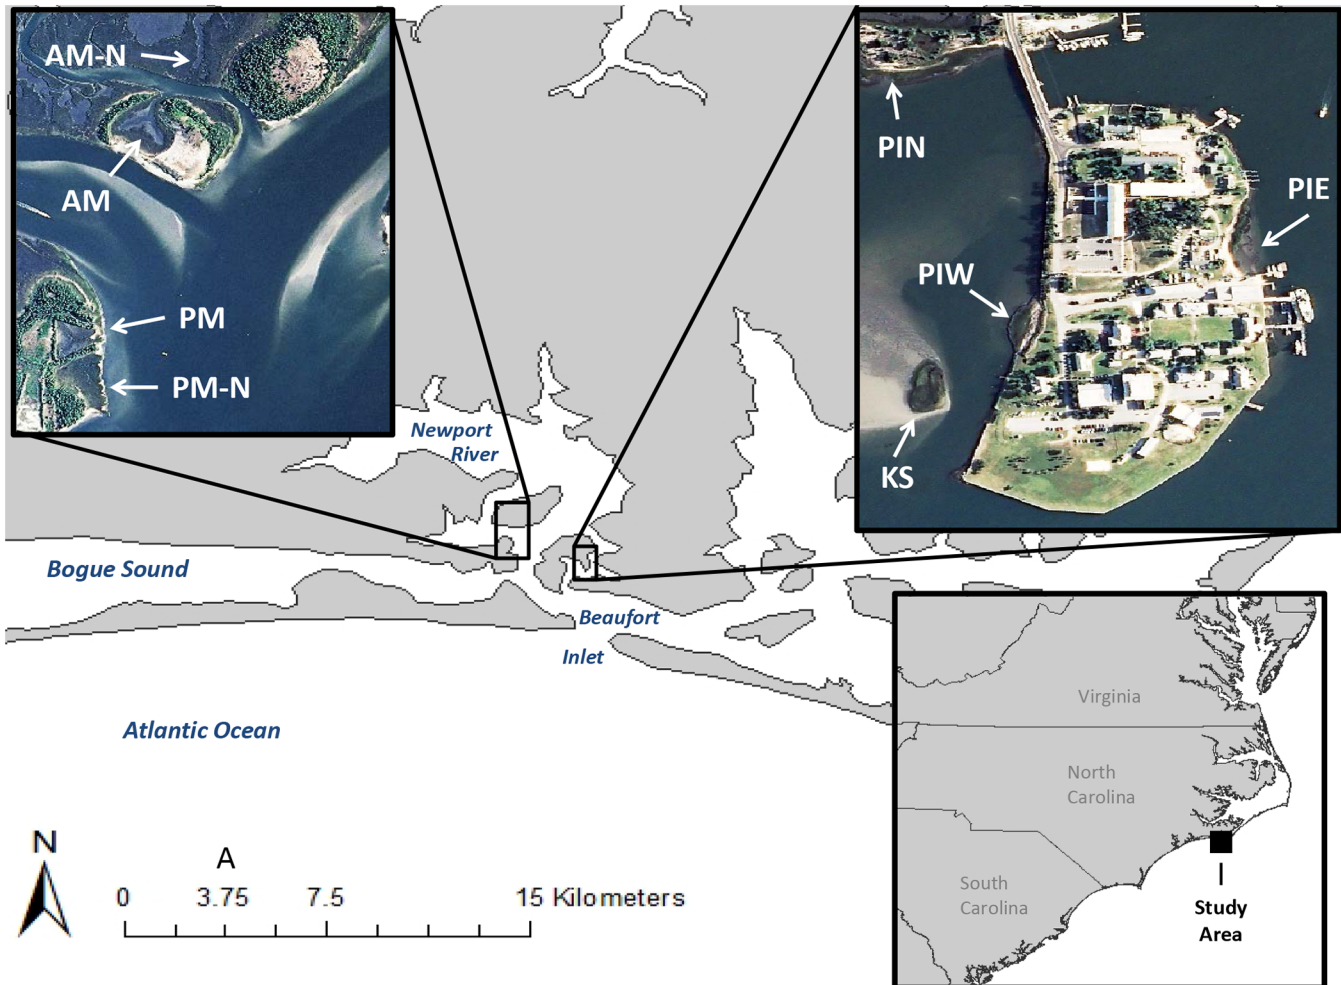 AM-N
AM
PM
PM-N
PIN
PIE
PIW
KS
Newport
River
Bogue Sound
Beaufort
Inlet
Atlantic Ocean
Virginia
North
Carolina
South
Carolina
Study
Area
N
A
0 3.75 7.5 15 Kilometers